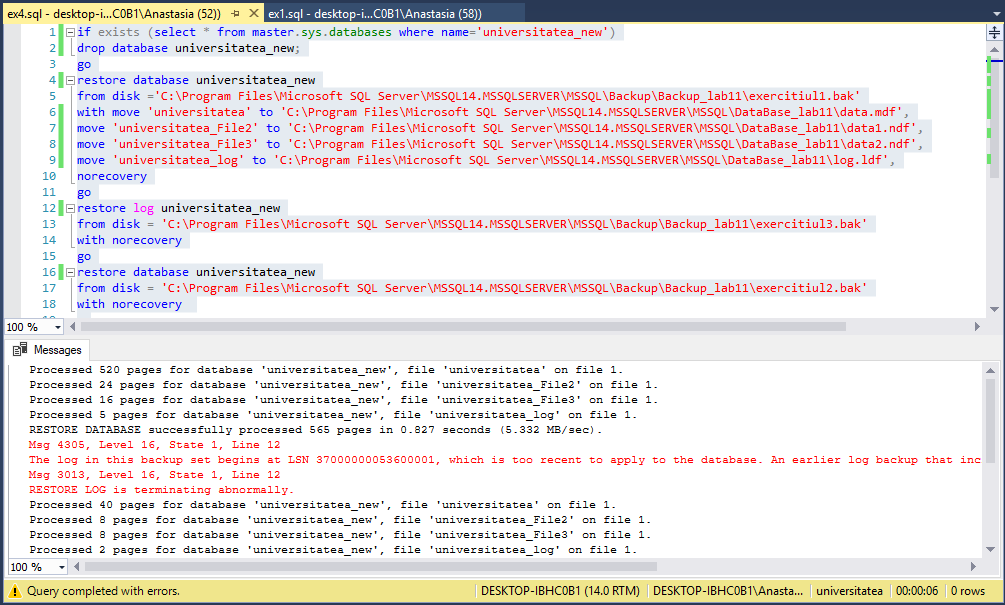 ex4.sql - desktop-i...C0B1\Anastasia (52)) ex1.sql - desktop-i...C0B1\Anastasia (58))
1 if exists (select * from master.sys.databases where name='universitatea_new')
2 drop database universitatea_new;
3 go
4 restore database universitatea_new
5 from disk ='C:\Program Files\Microsoft SQL Server\MSSQL14.MSSQLSERVER\MSSQL\Backup\Backup_lab11\exercitiul1.bak'
6 with move 'universitatea' to 'C:\Program Files\Microsoft SQL Server\MSSQL14.MSSQLSERVER\MSSQL\DataBase_lab11\data.mdf',
7 move 'universitatea_File2' to 'C:\Program Files\Microsoft SQL Server\MSSQL14.MSSQLSERVER\MSSQL\DataBase_lab11\data1.ndf',
8 move 'universitatea_File3' to 'C:\Program Files\Microsoft SQL Server\MSSQL14.MSSQLSERVER\MSSQL\DataBase_lab11\data2.ndf',
9 move 'universitatea_log' to 'C:\Program Files\Microsoft SQL Server\MSSQL14.MSSQLSERVER\MSSQL\DataBase_lab11\log.ldf',
10 norecovery
11 go
12 restore log universitatea_new
13 from disk = 'C:\Program Files\Microsoft SQL Server\MSSQL14.MSSQLSERVER\MSSQL\Backup\Backup_lab11\exercitiul3.bak'
14 with norecovery
15 go
16 restore database universitatea_new
17 from disk = 'C:\Program Files\Microsoft SQL Server\MSSQL14.MSSQLSERVER\MSSQL\Backup\Backup_lab11\exercitiul2.bak'
18 with norecovery
100 %
Messages
Processed 520 pages for database 'universitatea_new', file 'universitatea' on file 1.
Processed 24 pages for database 'universitatea_new', file 'universitatea_File2' on file 1.
Processed 16 pages for database 'universitatea_new', file 'universitatea_File3' on file 1.
Processed 5 pages for database 'universitatea_new', file 'universitatea_log' on file 1.
RESTORE DATABASE successfully processed 565 pages in 0.827 seconds (5.332 MB/sec).
Msg 4305, Level 16, State 1, Line 12
The log in this backup set begins at LSN 37000000053600001, which is too recent to apply to the database. An earlier log backup that inc
Msg 3013, Level 16, State 1, Line 12
RESTORE LOG is terminating abnormally.
Processed 40 pages for database 'universitatea_new', file 'universitatea' on file 1.
Processed 8 pages for database 'universitatea_new', file 'universitatea_File2' on file 1.
Processed 8 pages for database 'universitatea_new', file 'universitatea_File3' on file 1.
Processed 2 pages for database 'universitatea_new', file 'universitatea_log' on file 1.
100 %
Query completed with errors. DESKTOP-IBHC0B1 (14.0 RTM) DESKTOP-IBHC0B1\Anasta... universitatea 00:00:06 0 rows